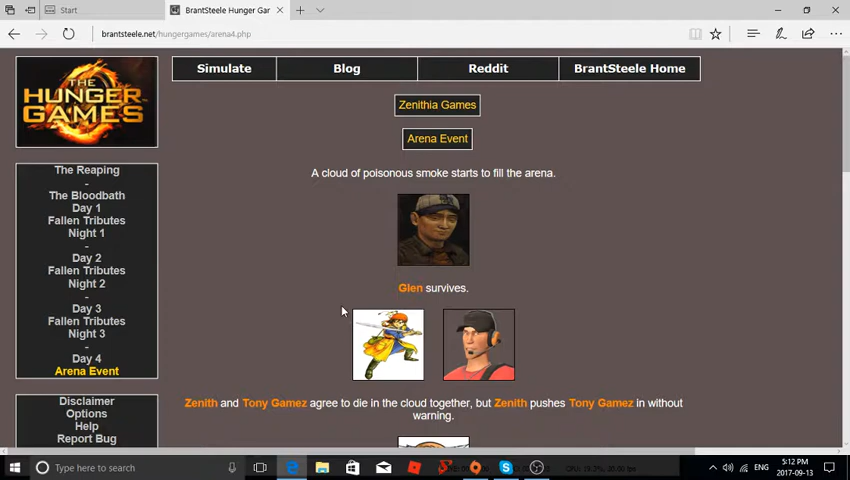 Start
BrantSteele Hunger Gar
brantsteele.net/hungergames/arena4.php
THE
HUNGER
GAMES
Simulate
Blog
Reddit
BrantSteele Home
Zenithia Games
Arena Event
A cloud of poisonous smoke starts to fill the arena.
Glen survives.
Zenith and Tony Gamez agree to die in the cloud together, but Zenith pushes Tony Gamez in without
warning.
The Reaping
-
The Bloodbath
Day 1
Fallen Tributes
Night 1
-
Day 2
Fallen Tributes
Night 2
-
Day 3
Fallen Tributes
Night 3
-
Day 4
Arena Event
Disclaimer
Options
Help
Report Bug
Type here to search
ENG
5:12 PM
2017-09-13